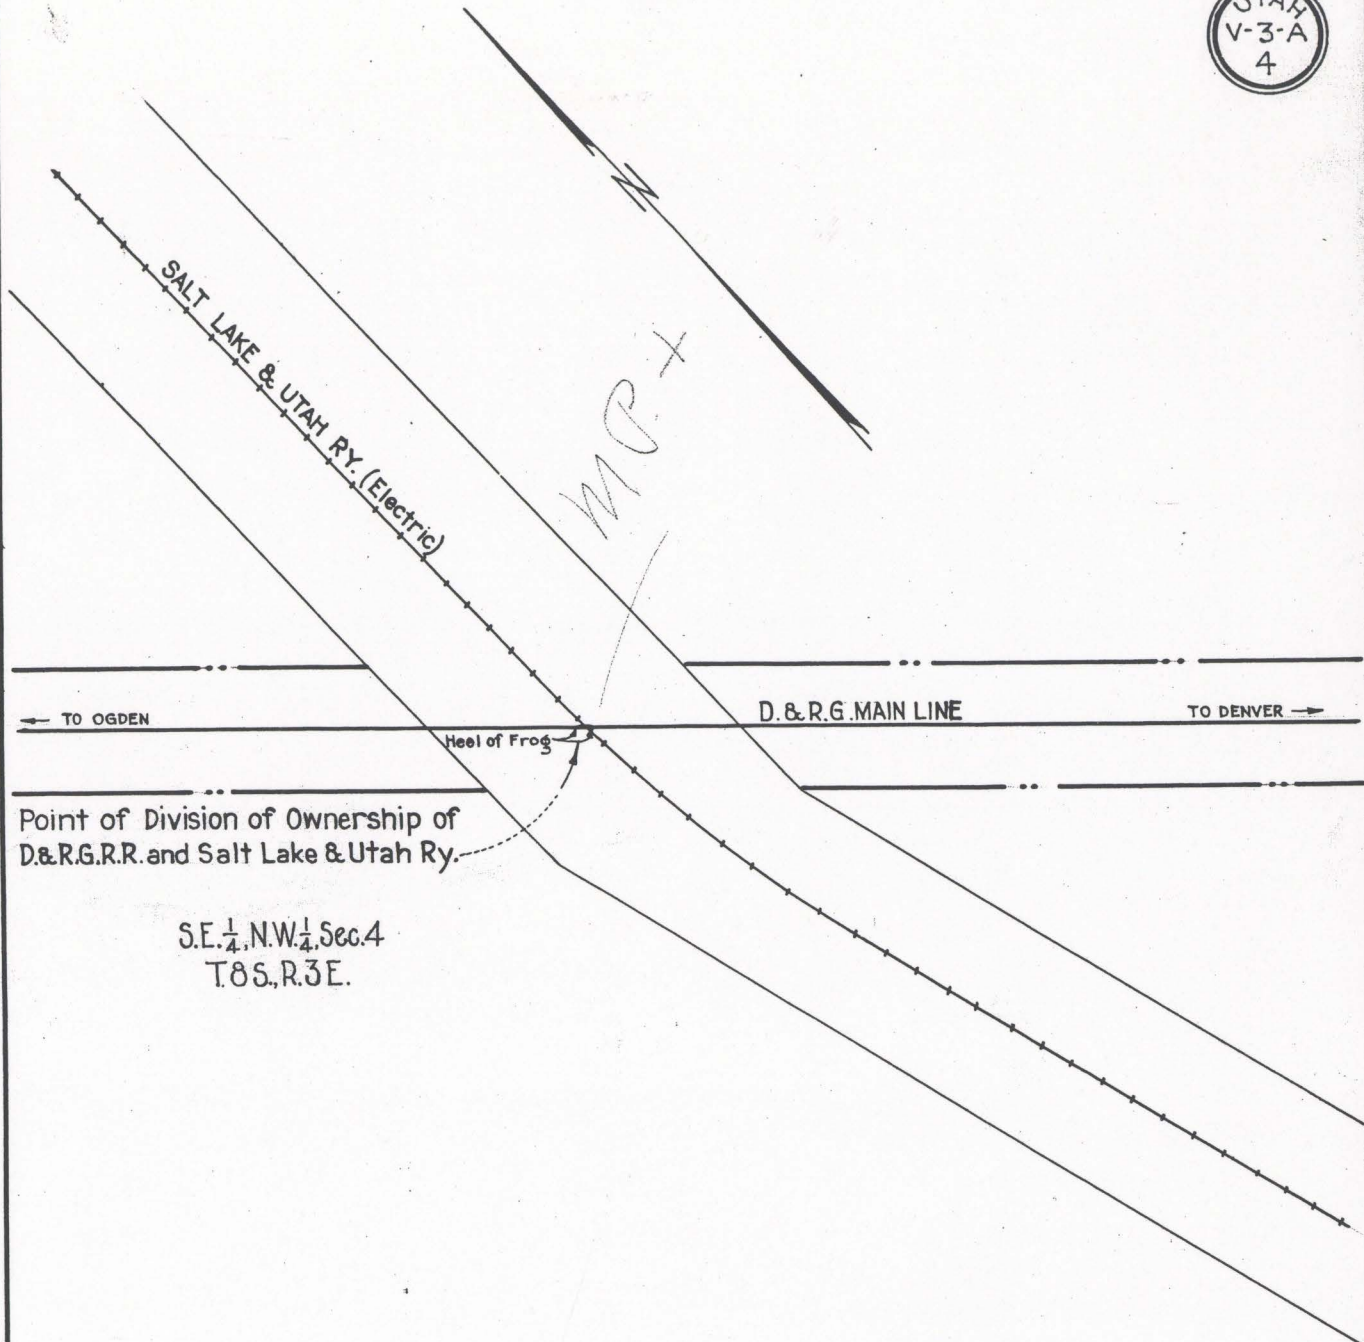 UTAH
V-3-A
4
N
SALT LAKE & UTAH RY. (Electric)
M.P. +
← TO OGDEN
D. & R.G. MAIN LINE
TO DENVER →
Heel of Frog
Point of Division of Ownership of
D.&R.G.R.R. and Salt Lake & Utah Ry.
S.E.¼, N.W.¼, Sec.4
T.8S., R.3E.